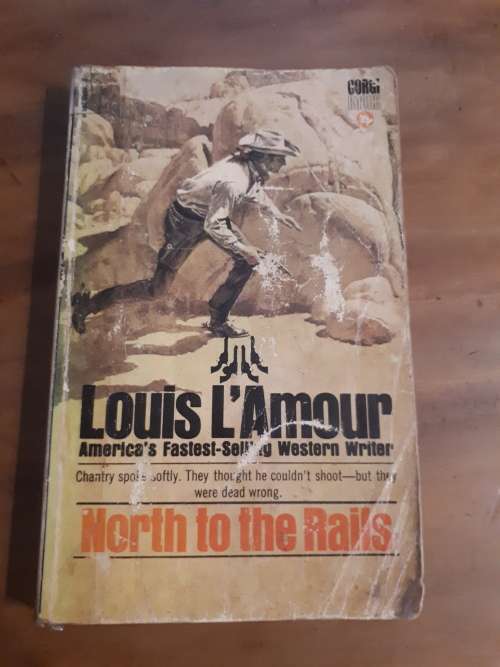 CORGI
Louis L'Amour
America's Fastest-Selling Western Writer
Chantry spoke softly. They thought he couldn't shoot—but they
were dead wrong.
North to the Rails